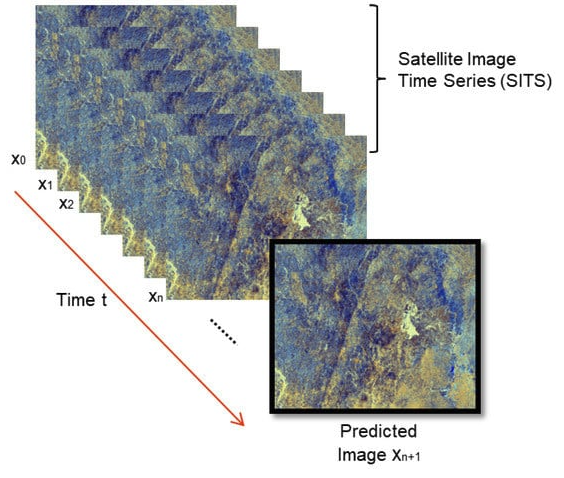 Satellite Image
Time Series (SITS)
x0
x1
x2
Time t
xn
Predicted
Image xn+1